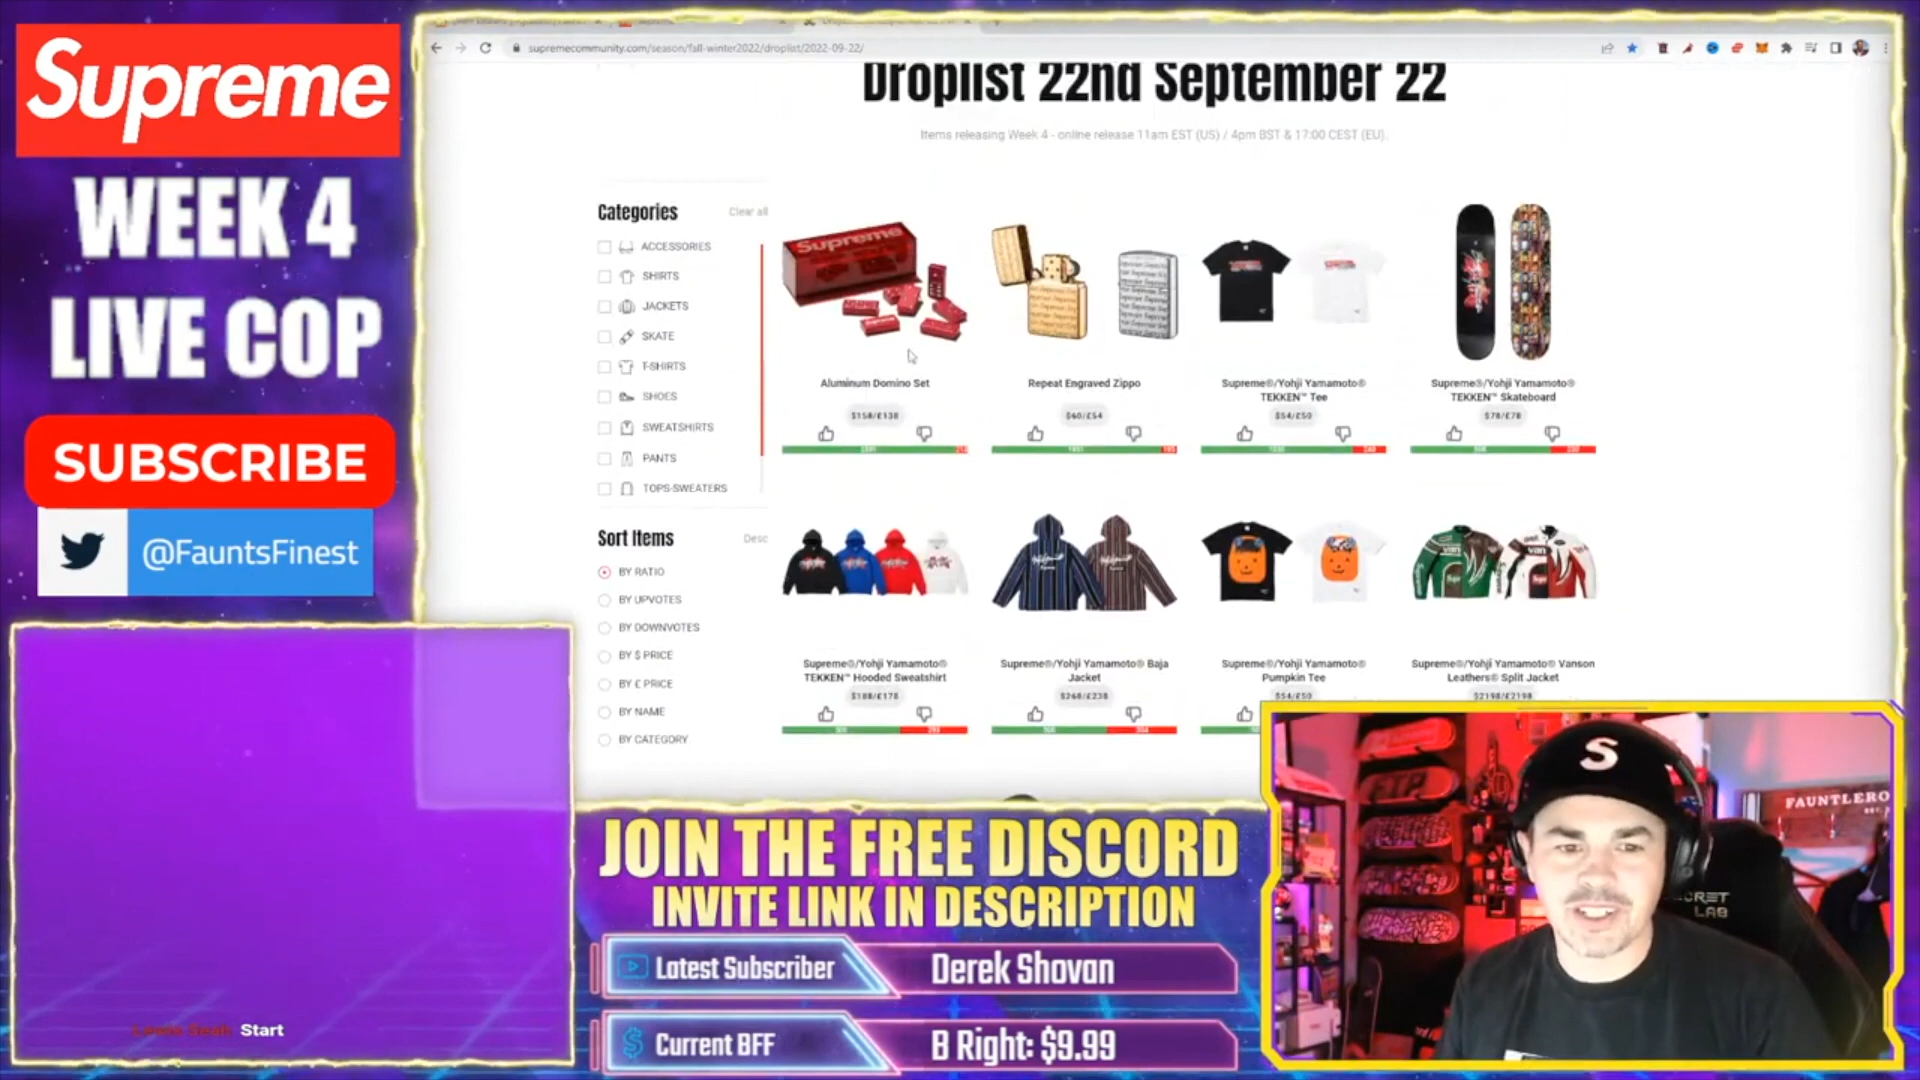 Supreme
WEEK 4
LIVE COP
SUBSCRIBE
@FauntsFinest
supremecommunity.com/season/fall-winter2022/droplist/2022-09-22/
Droplist 22nd September 22
Items releasing Week 4 - online release 11am EST (US) / 4pm BST & 17:00 CEST (EU).
Categories
Clear all
ACCESSORIES
SHIRTS
JACKETS
SKATE
T-SHIRTS
SHOES
SWEATSHIRTS
PANTS
TOPS-SWEATERS
Sort Items
Desc
BY RATIO
BY UPVOTES
BY DOWNVOTES
BY $ PRICE
BY £ PRICE
BY NAME
BY CATEGORY
Supreme
Aluminum Domino Set
$158/£138
Repeat Engraved Zippo
$60/£54
Supreme®/Yohji Yamamoto®
TEKKEN™ Tee
$54/£50
Supreme®/Yohji Yamamoto®
TEKKEN™ Skateboard
$78/£78
Supreme®/Yohji Yamamoto®
TEKKEN™ Hooded Sweatshirt
$188/£178
Supreme®/Yohji Yamamoto® Baja
Jacket
$268/£238
Supreme®/Yohji Yamamoto®
Pumpkin Tee
$54/£50
Supreme®/Yohji Yamamoto® Vanson
Leathers® Split Jacket
$2198/£2198
JOIN THE FREE DISCORD
INVITE LINK IN DESCRIPTION
Latest Subscriber
Derek Shovan
Current BFF
B Right: $9.99
Start
S
FAUNTLERO
CRET
LAB